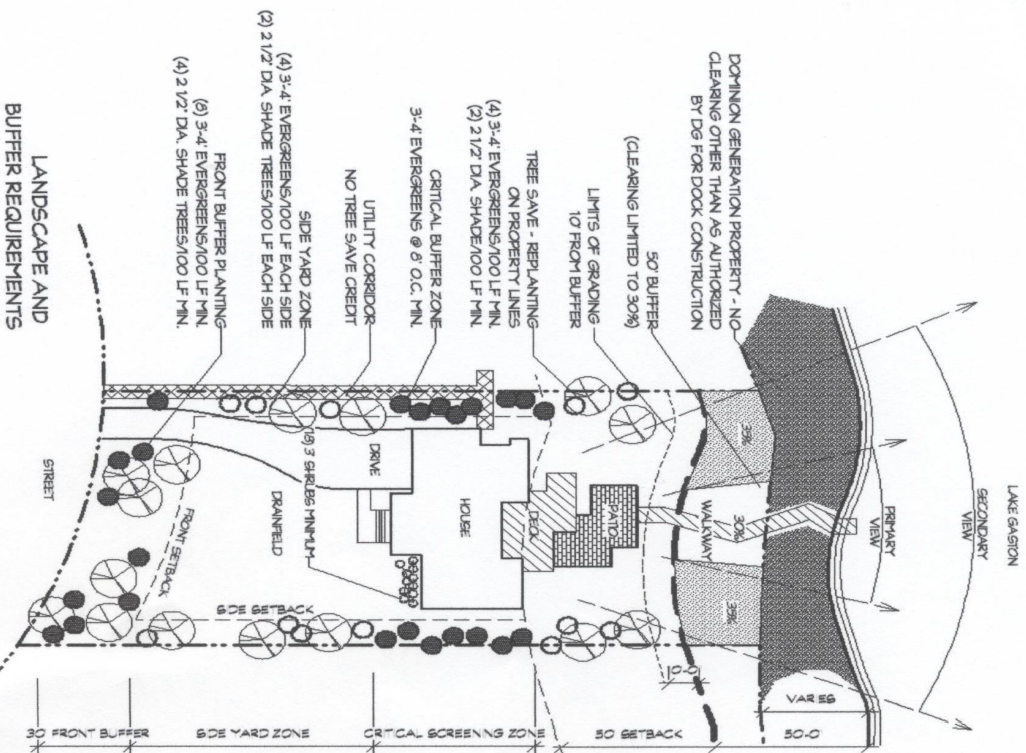 LAKE GASTON
SECONDARY
VIEW
PRIMARY
VIEW
DOMINION GENERATION PROPERTY - NO
CLEARING OTHER THAN AS AUTHORIZED
BY DG FOR DOCK CONSTRUCTION
50' BUFFER
(CLEARING LIMITED TO 30%)
LIMITS OF GRADING
10' FROM BUFFER
TREE SAVE - REPLANTING
ON PROPERTY LINES
(4) 3'-4' EVERGREENS/100 LF MIN.
(2) 2 1/2" DIA. SHADE/100 LF MIN.
CRITICAL BUFFER ZONE
3'-4' EVERGREENS @ 8' O.C. MIN.
UTILITY CORRIDOR
NO TREE SAVE CREDIT
SIDE YARD ZONE
(4) 3'-4' EVERGREENS/100 LF EACH SIDE
(2) 2 1/2" DIA. SHADE TREES/100 LF EACH SIDE
FRONT BUFFER PLANTING
(8) 3'-4' EVERGREENS/100 LF MIN.
(4) 2 1/2" DIA. SHADE TREES/100 LF MIN.
35%
30%
35%
WALKWAY
PATIO
DECK
HOUSE
DRIVE
(18) 3' SHRUBS MINIMUM
DRAINFIELD
FRONT SETBACK
SIDE SETBACK
STREET
10'-0"
VARIES
50'-0"
50' SETBACK
CRITICAL SCREENING ZONE
SIDE YARD ZONE
30' FRONT BUFFER
LANDSCAPE AND
BUFFER REQUIREMENTS